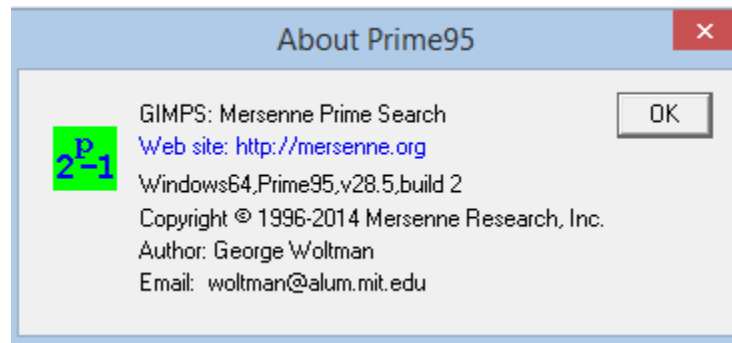 About Prime95
×
GIMPS: Mersenne Prime Search
OK
2^p-1
Web site: http://mersenne.org
Windows64,Prime95,v28.5,build 2
Copyright © 1996-2014 Mersenne Research, Inc.
Author: George Woltman
Email:  woltman@alum.mit.edu